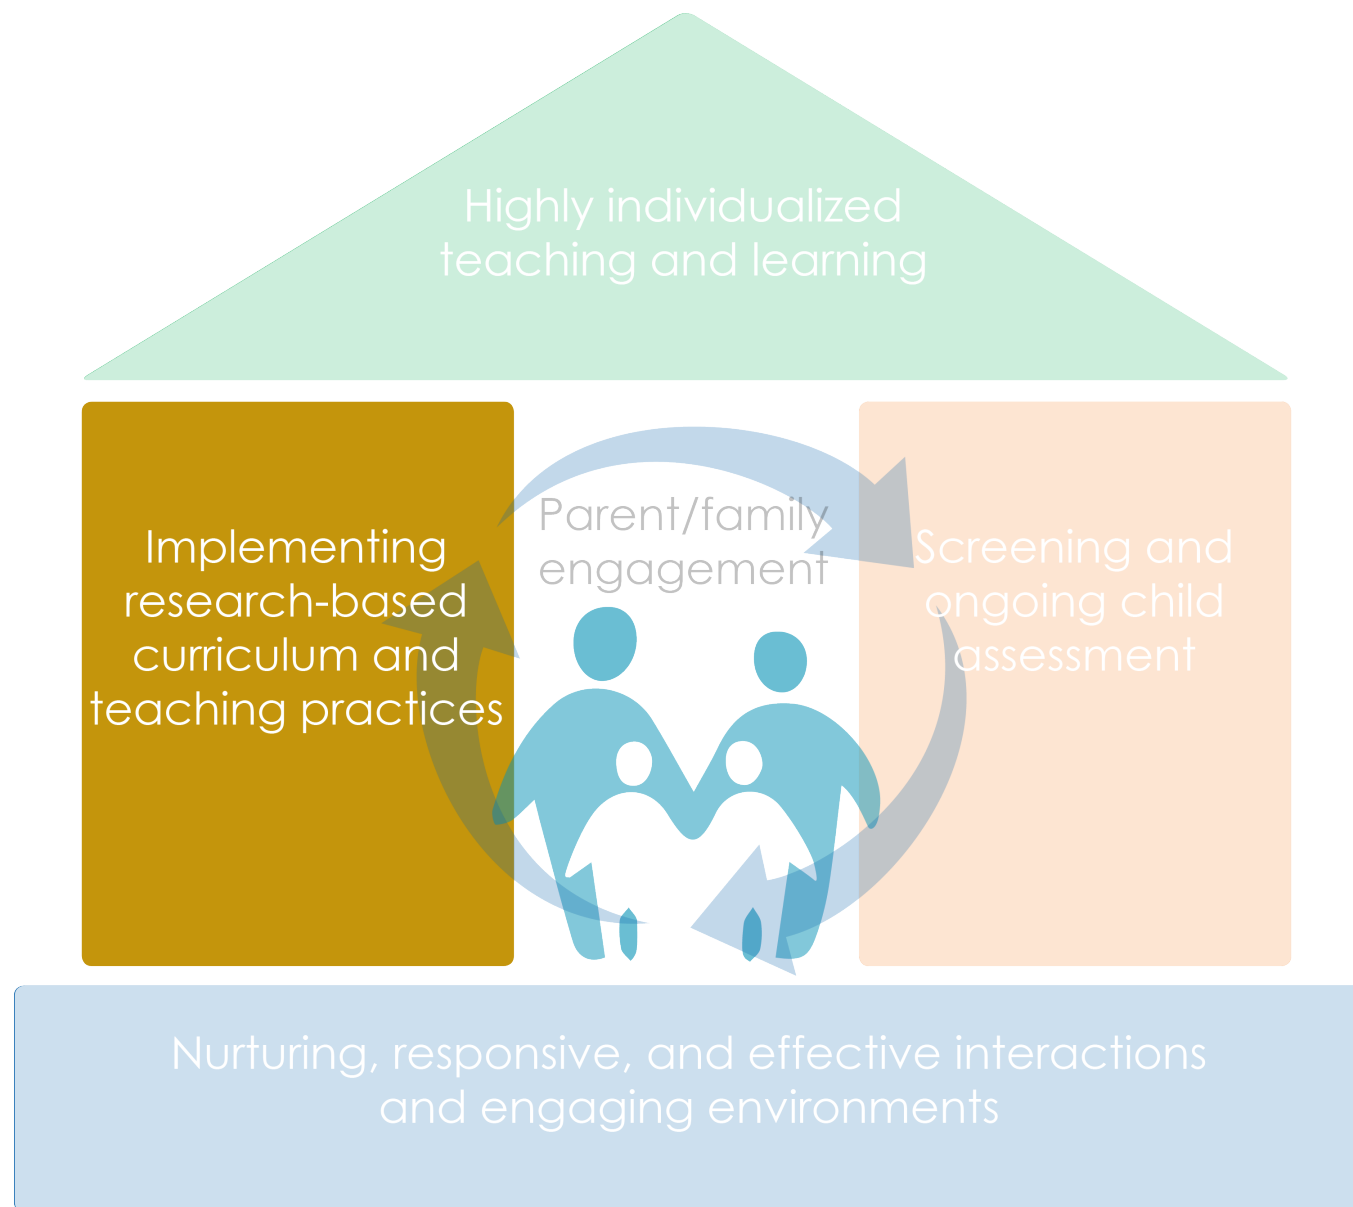 Highly individualized
teaching and learning
Parent/family
engagement
Implementing
research-based
curriculum and
teaching practices
Screening and
ongoing child
assessment
Nurturing, responsive, and effective interactions
and engaging environments